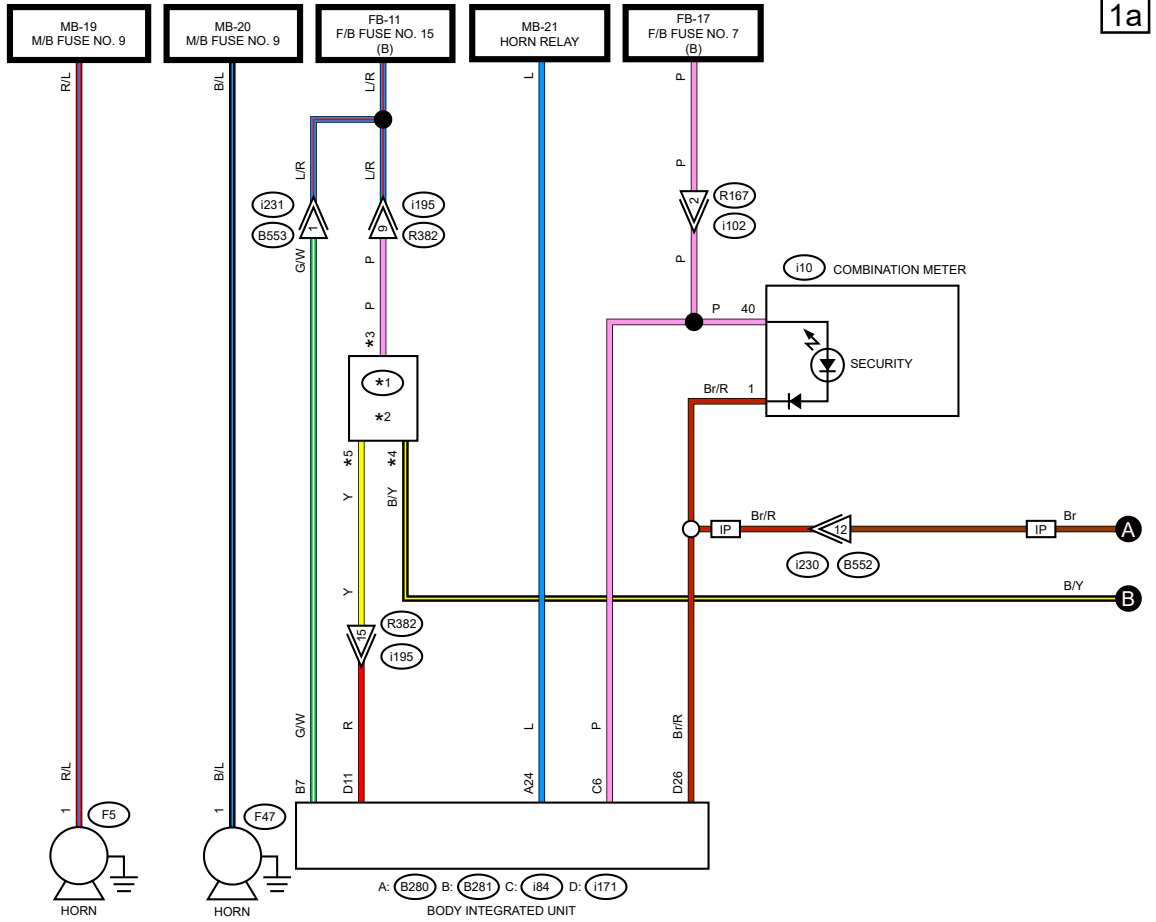 1a
MB-19
M/B FUSE NO. 9
MB-20
M/B FUSE NO. 9
FB-11
F/B FUSE NO. 15
(B)
MB-21
HORN RELAY
FB-17
F/B FUSE NO. 7
(B)
R/L
B/L
L/R
L
P
L/R
L/R
P
i231
B553
1
9
i195
R382
2
R167
i102
G/W
P
P
i10
COMBINATION METER
P
*3
P 40
SECURITY
*1
*2
Br/R 1
*5
*4
Y
B/Y
IP
Br/R
12
IP
Br
A
i230
B552
B/Y
B
Y
15
R382
i195
R/L
B/L
G/W
R
L
P
Br/R
1
F5
1
F47
B7
D11
A24
C6
D26
A: B280 B: B281 C: i84 D: i171
HORN
HORN
BODY INTEGRATED UNIT